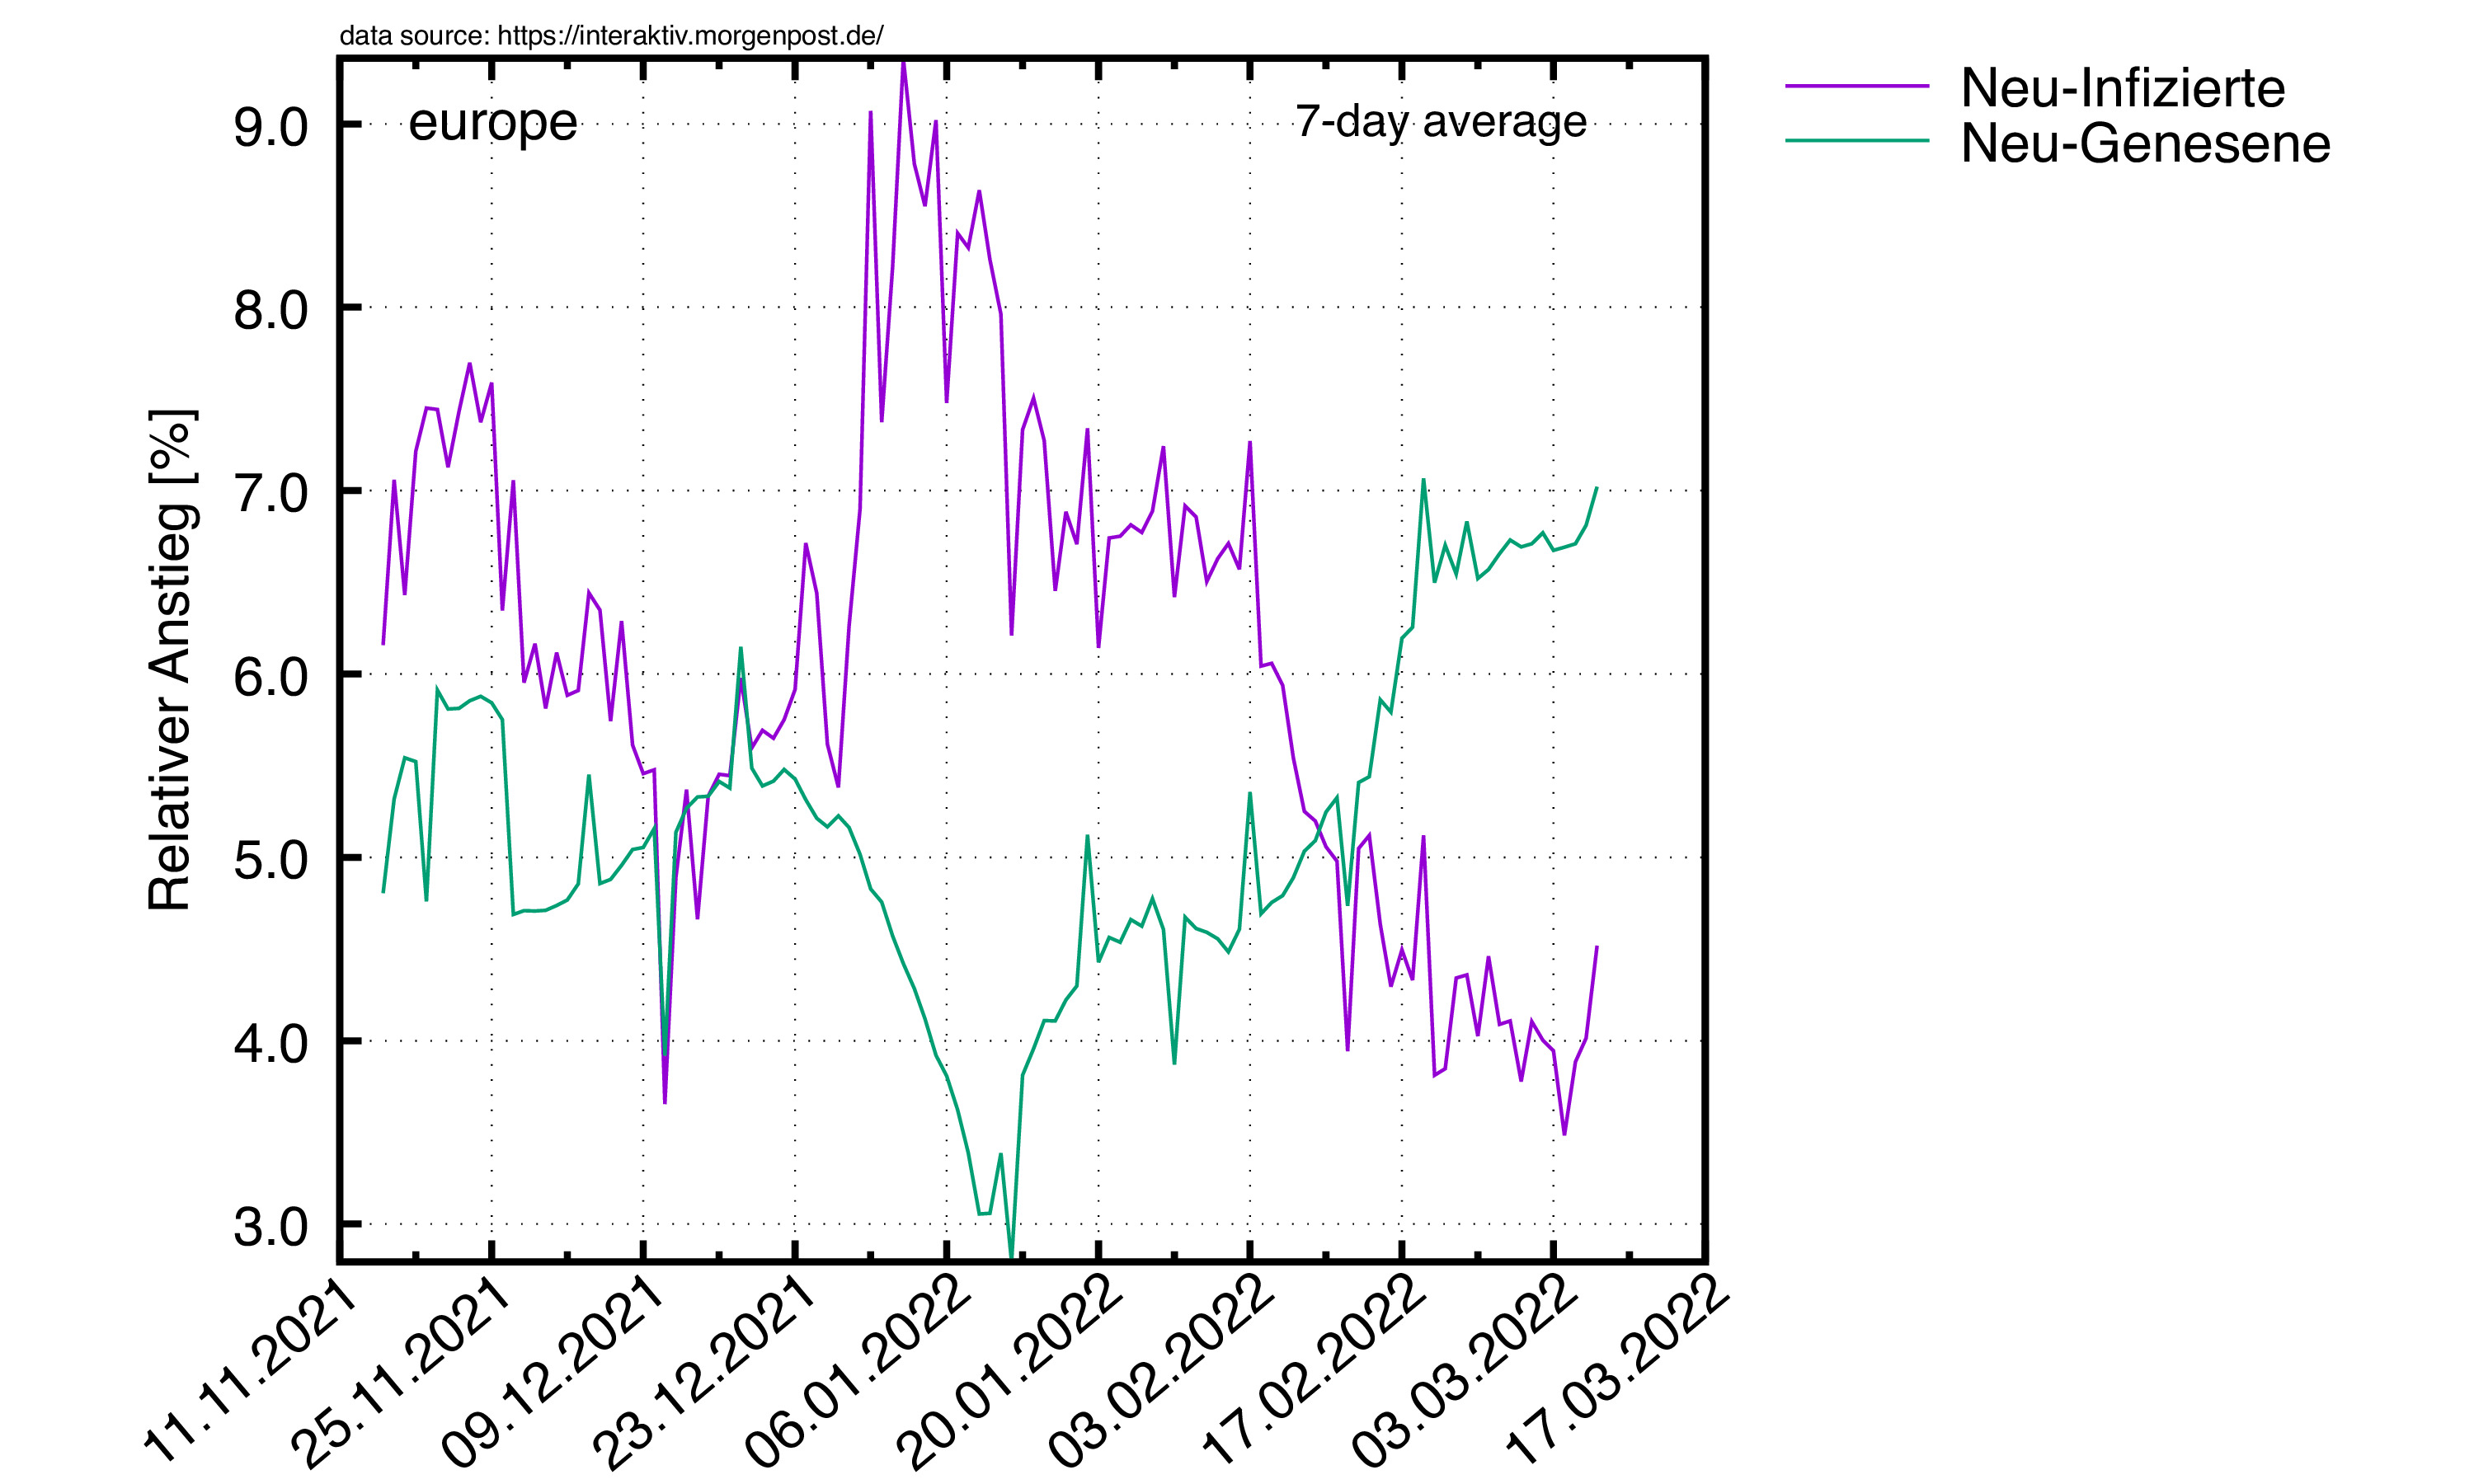 data source: https://interaktiv.morgenpost.de/
europe
7-day average
Neu-Infizierte
Neu-Genesene
Relativer Anstieg [%]
9.0
8.0
7.0
6.0
5.0
4.0
3.0
11.11.2021
25.11.2021
09.12.2021
23.12.2021
06.01.2022
20.01.2022
03.02.2022
17.02.2022
03.03.2022
17.03.2022